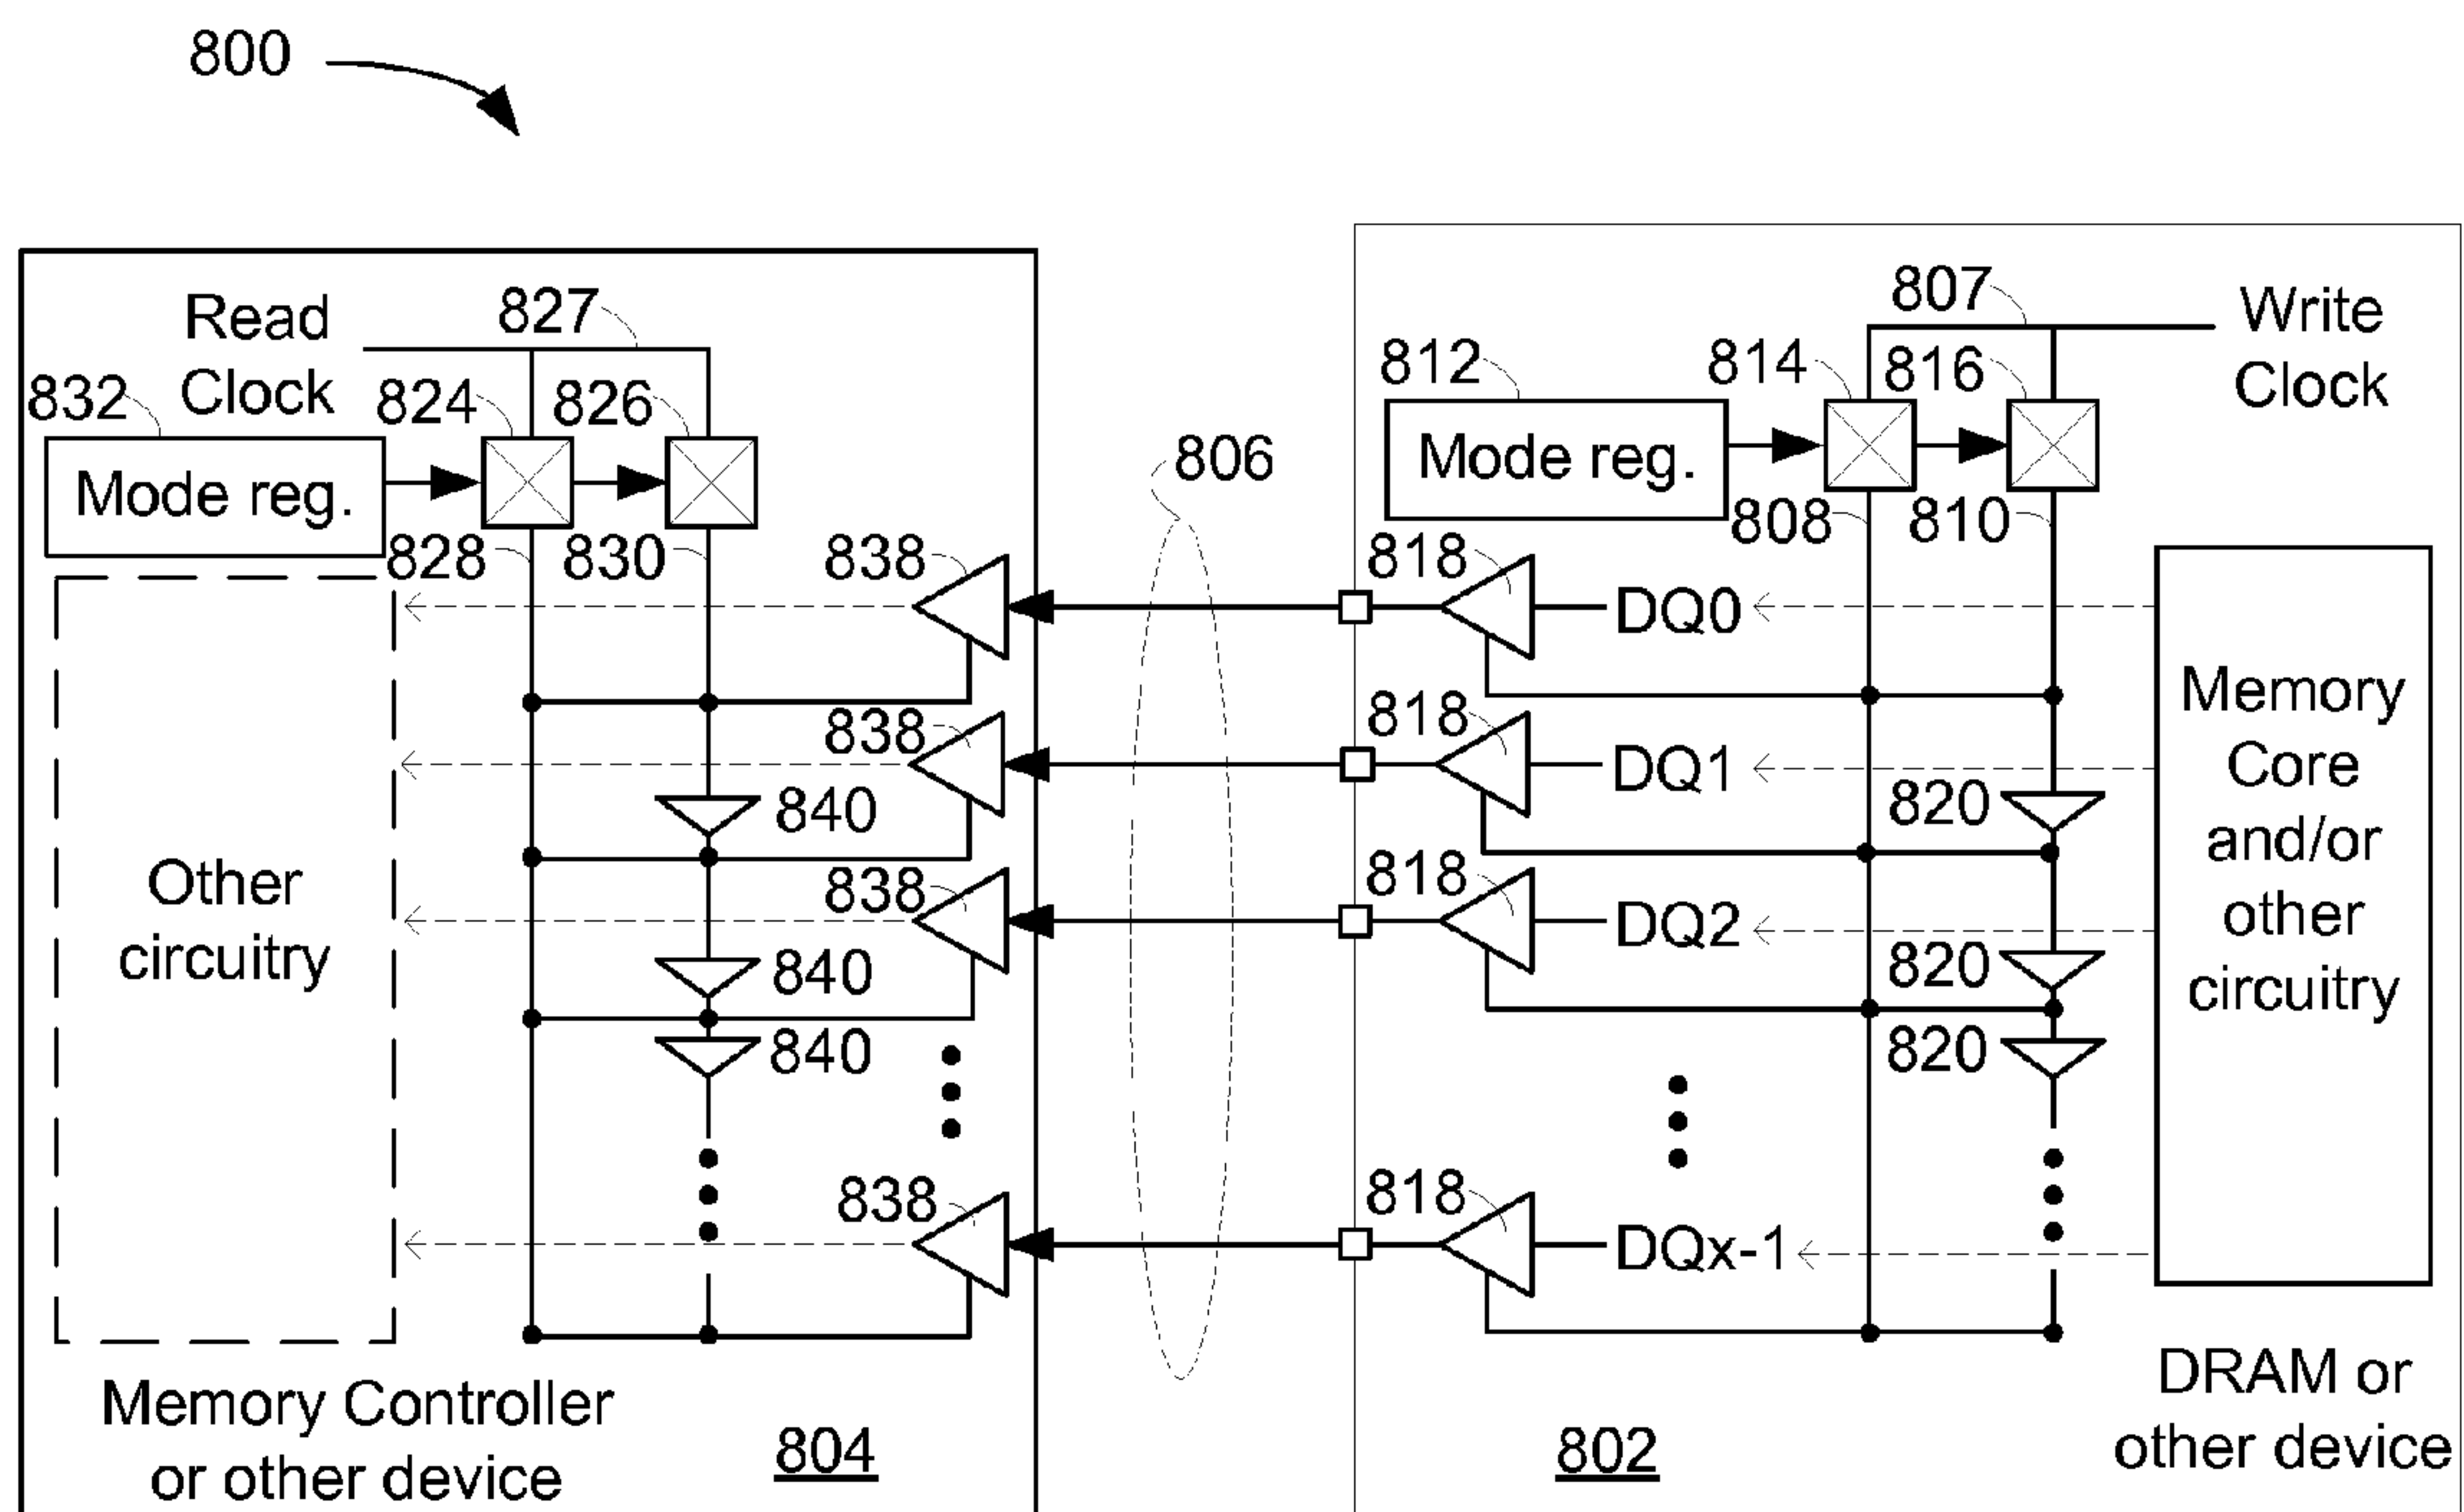 800
Read
Clock
827
832
824
826
Mode reg.
828
830
838
838
840
838
840
840
838
Other
circuitry
Memory Controller
or other device
804
806
807
Write
Clock
812
814
816
Mode reg.
808
810
818
DQ0
818
DQ1
820
818
DQ2
820
820
818
DQx-1
Memory
Core
and/or
other
circuitry
802
DRAM or
other device